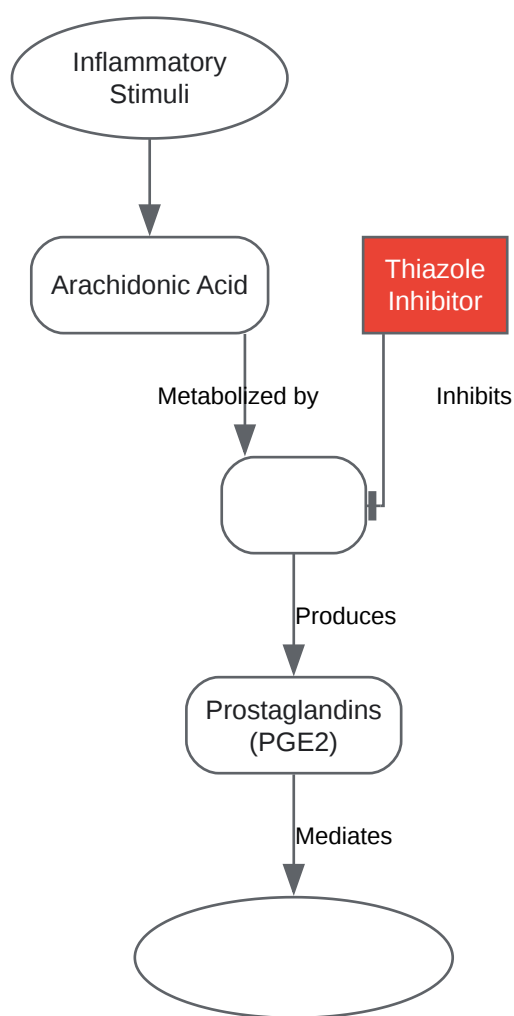 Inflammatory
Stimuli
Arachidonic Acid
Thiazole
Inhibitor
Metabolized by
Inhibits
Produces
Prostaglandins
(PGE2)
Mediates